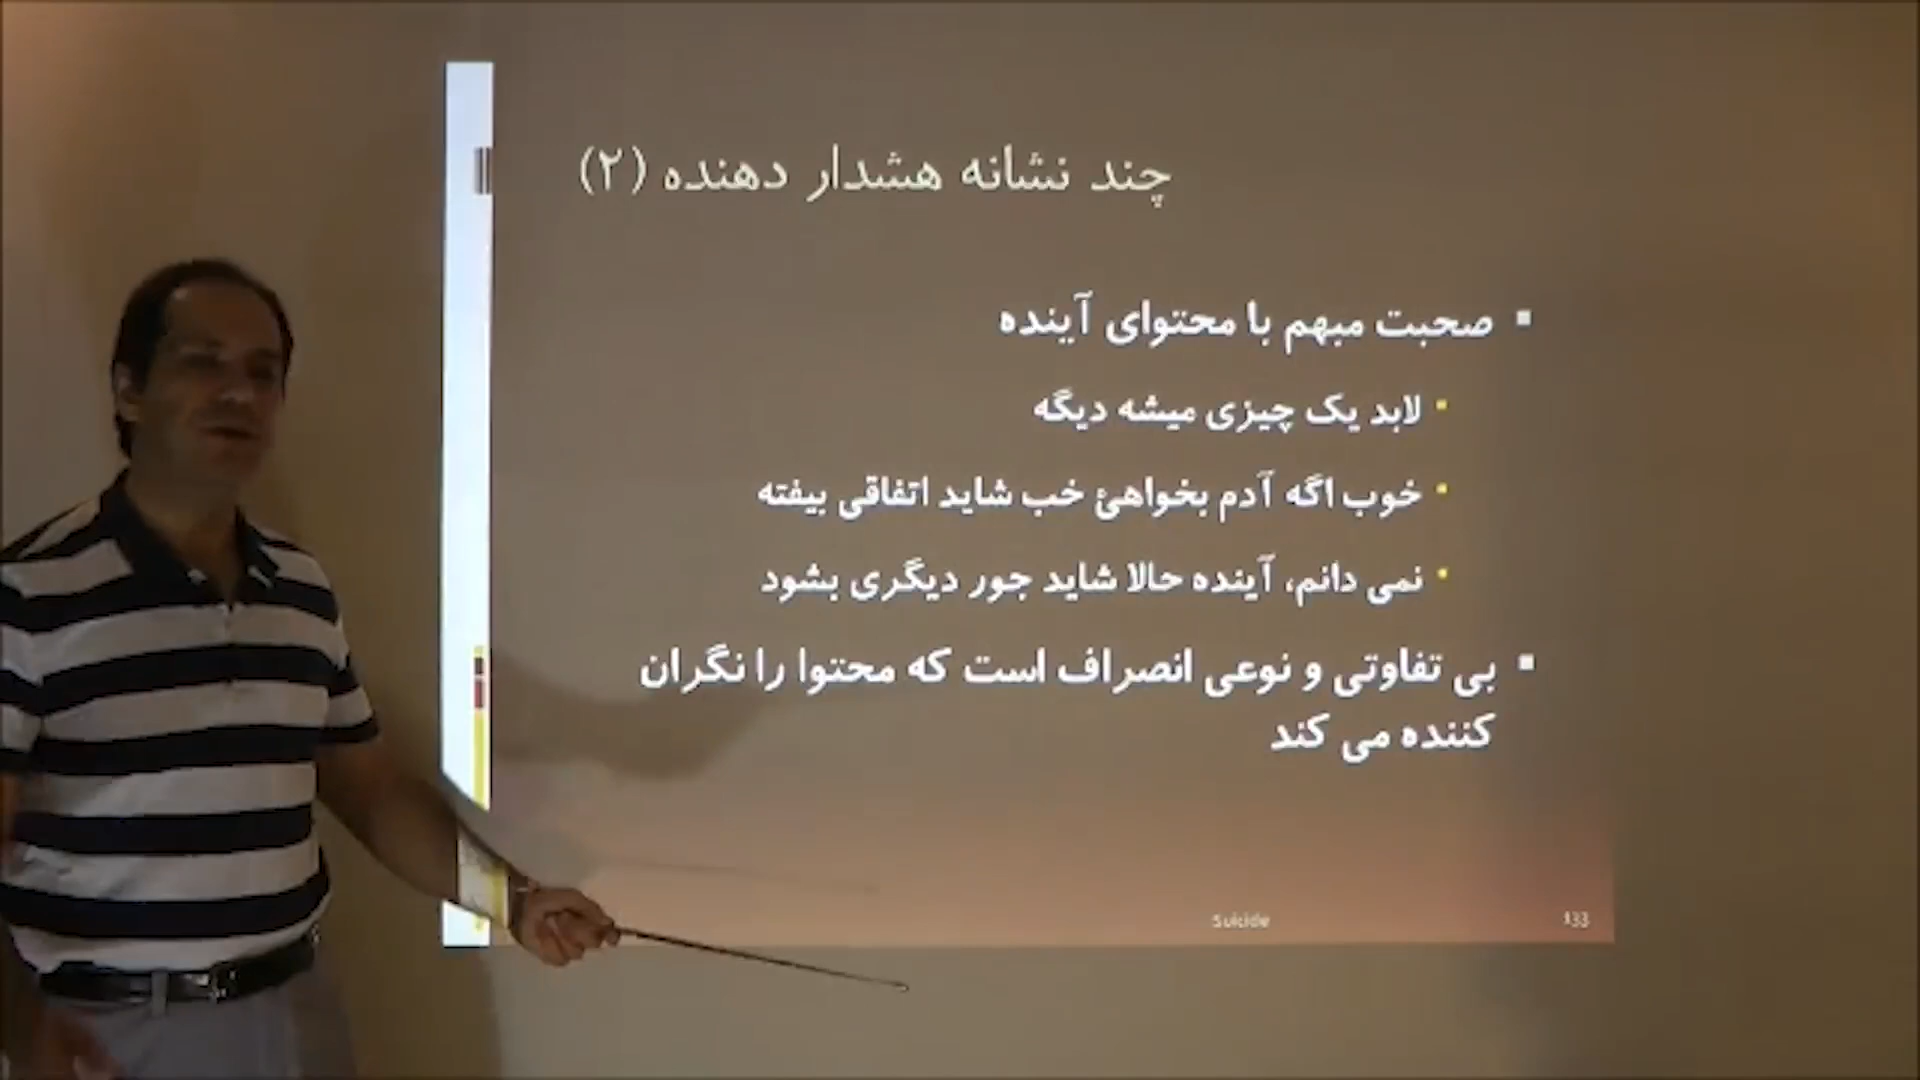 چند نشانه هشدار دهنده (۲)
صحبت مبهم با محتوای آینده
لابد یک چیزی میشه دیگه
خوب اگه آدم بخواهئ خب شاید اتفاقی بیفته
نمی دانم، آینده حالا شاید جور دیگری بشود
بی تفاوتی و نوعی انصراف است که محتوا را نگران
کننده می کند
Suicide
133